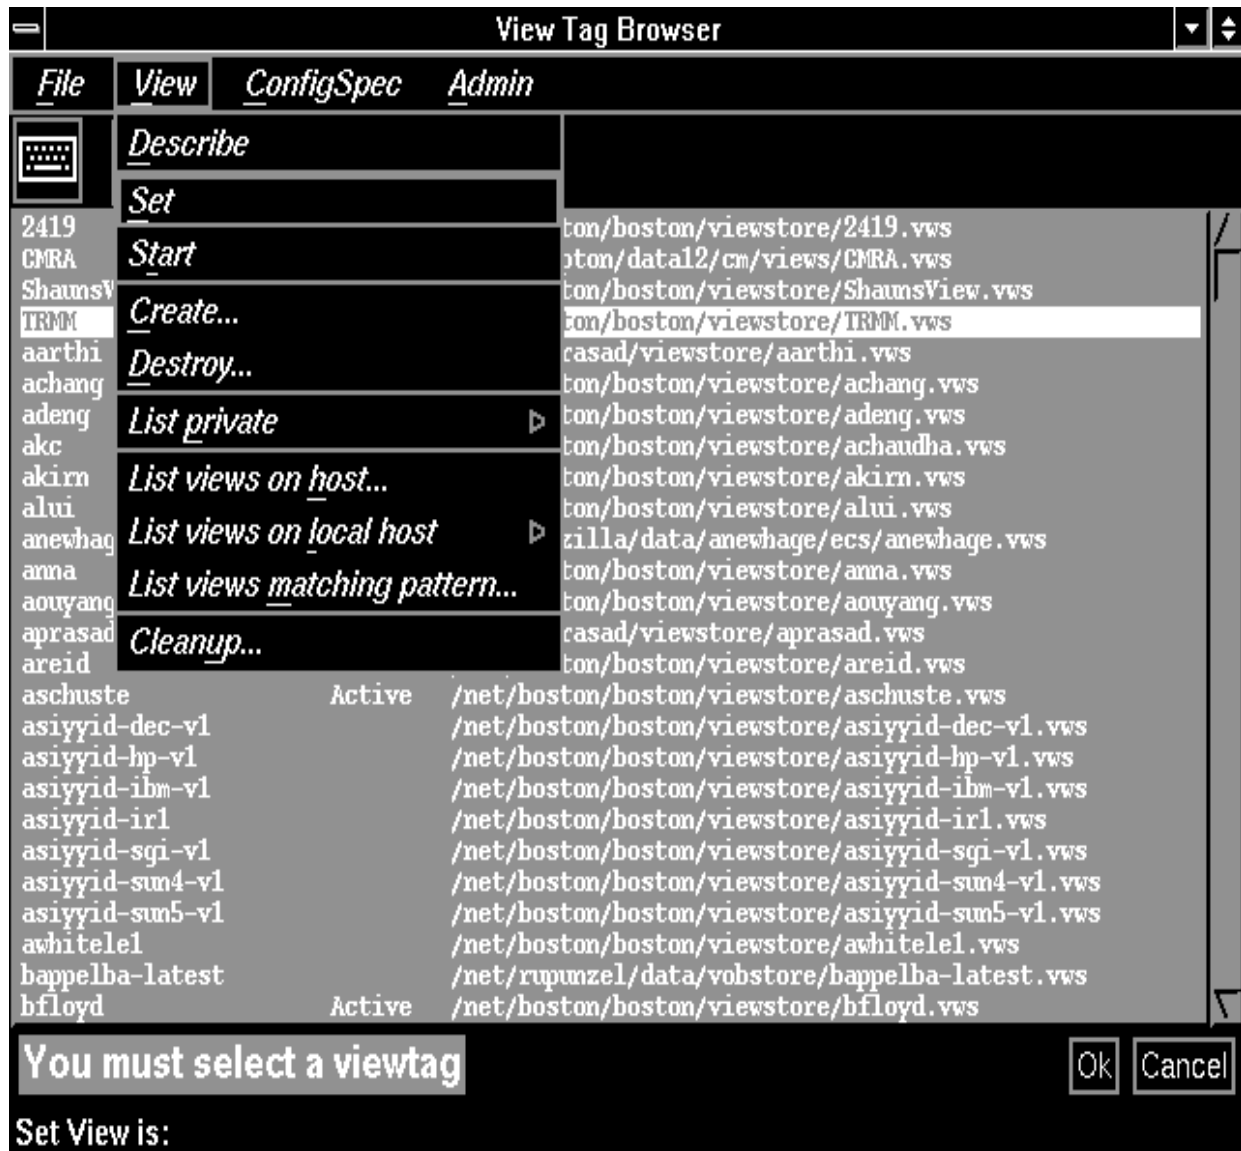 View Tag Browser
File View ConfigSpec Admin
Describe
Set
Start
Create...
Destroy...
List private
List views on host...
List views on local host
List views matching pattern...
Cleanup...
2419 ton/boston/viewstore/2419.vws
CMRA pton/data12/cm/views/CMRA.vws
ShaunsV ton/boston/viewstore/ShaunsView.vws
TRMM ton/boston/viewstore/TRMM.vws
aarthi rasad/viewstore/aarthi.vws
achang ton/boston/viewstore/achang.vws
adeng ton/boston/viewstore/adeng.vws
akc ton/boston/viewstore/achaudha.vws
akirn ton/boston/viewstore/akirn.vws
alui ton/boston/viewstore/alui.vws
anewhag zilla/data/anewhage/ecs/anewhage.vws
anna ton/boston/viewstore/anna.vws
aouyang ton/boston/viewstore/aouyang.vws
aprasad rasad/viewstore/aprasad.vws
areid ton/boston/viewstore/areid.vws
aschuste Active /net/boston/boston/viewstore/aschuste.vws
asiyyid-dec-v1 /net/boston/boston/viewstore/asiyyid-dec-v1.vws
asiyyid-hp-v1 /net/boston/boston/viewstore/asiyyid-hp-v1.vws
asiyyid-ibm-v1 /net/boston/boston/viewstore/asiyyid-ibm-v1.vws
asiyyid-ir1 /net/boston/boston/viewstore/asiyyid-ir1.vws
asiyyid-sgi-v1 /net/boston/boston/viewstore/asiyyid-sgi-v1.vws
asiyyid-sun4-v1 /net/boston/boston/viewstore/asiyyid-sun4-v1.vws
asiyyid-sun5-v1 /net/boston/boston/viewstore/asiyyid-sun5-v1.vws
awhitele1 /net/boston/boston/viewstore/awhitele1.vws
bappelba-latest /net/rupunzel/data/vobstore/bappelba-latest.vws
bfloyd Active /net/boston/boston/viewstore/bfloyd.vws
You must select a viewtag
Ok Cancel
Set View is: